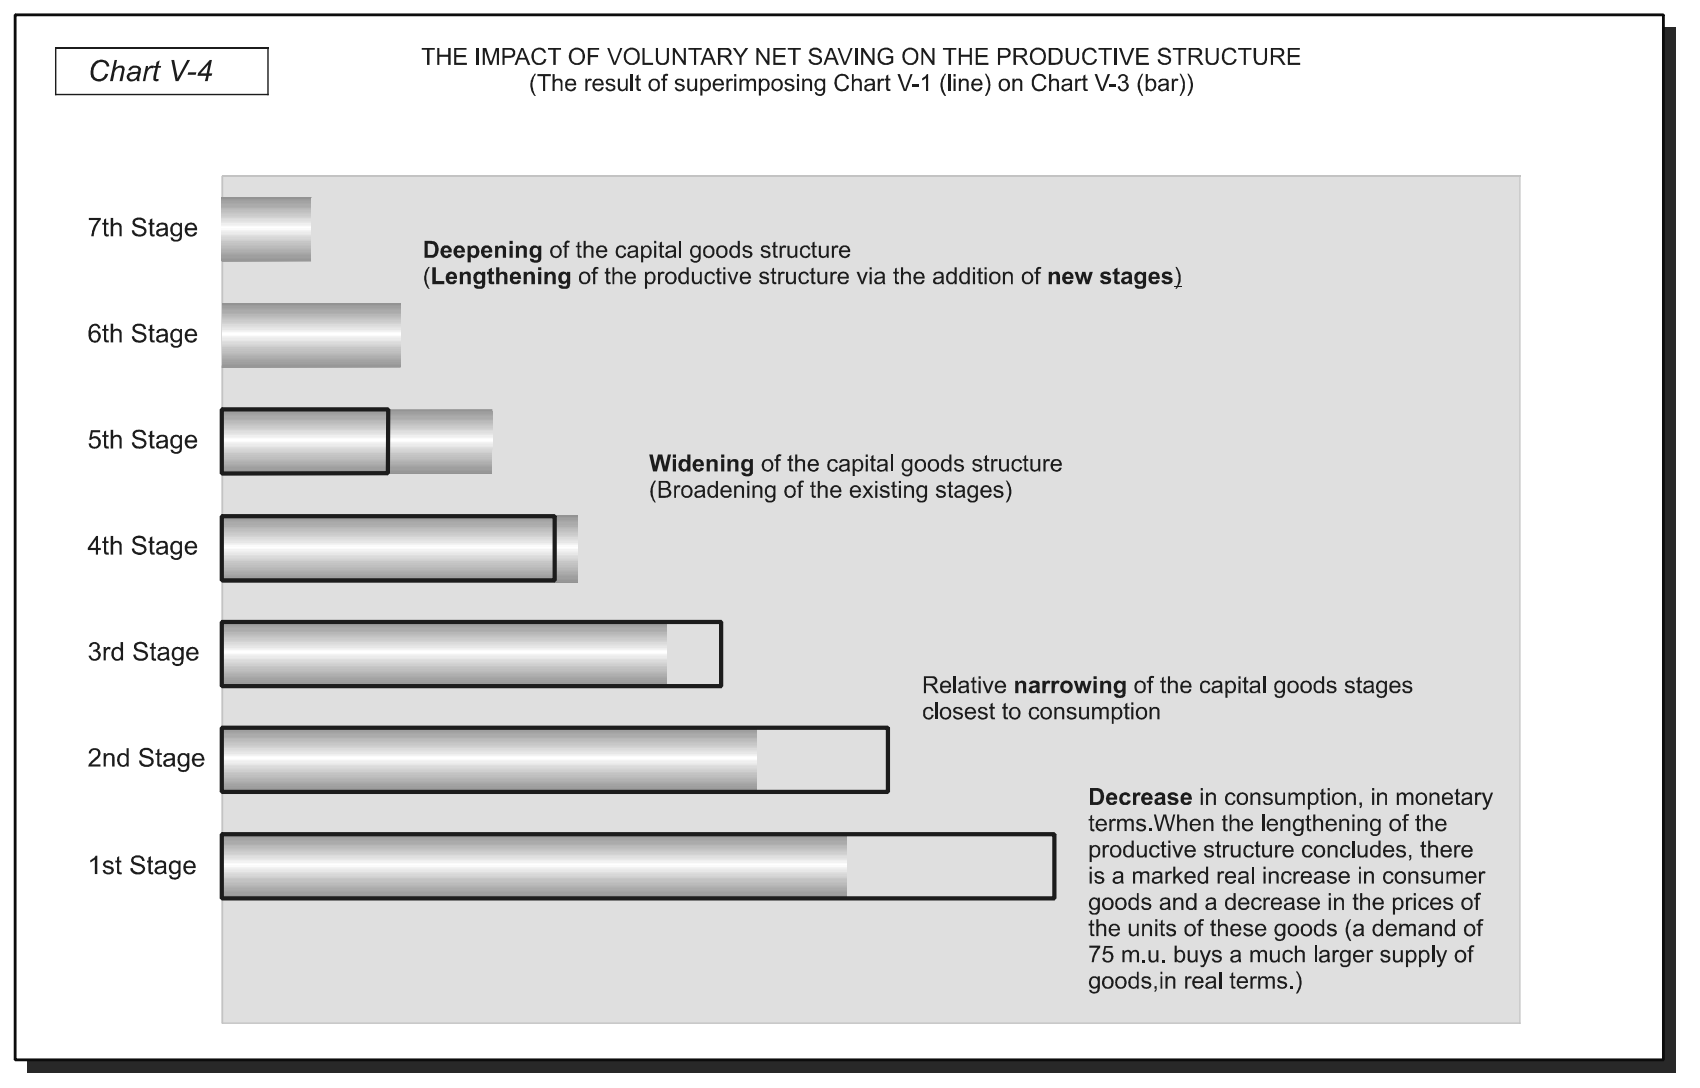 Chart V-4
THE IMPACT OF VOLUNTARY NET SAVING ON THE PRODUCTIVE STRUCTURE
(The result of superimposing Chart V-1 (line) on Chart V-3 (bar))
7th Stage
Deepening of the capital goods structure
(Lengthening of the productive structure via the addition of new stages)
6th Stage
5th Stage
Widening of the capital goods structure
(Broadening of the existing stages)
4th Stage
3rd Stage
Relative narrowing of the capital goods stages
closest to consumption
2nd Stage
Decrease in consumption, in monetary
terms.When the lengthening of the
productive structure concludes, there
is a marked real increase in consumer
goods and a decrease in the prices of
the units of these goods (a demand of
75 m.u. buys a much larger supply of
goods,in real terms.)
1st Stage